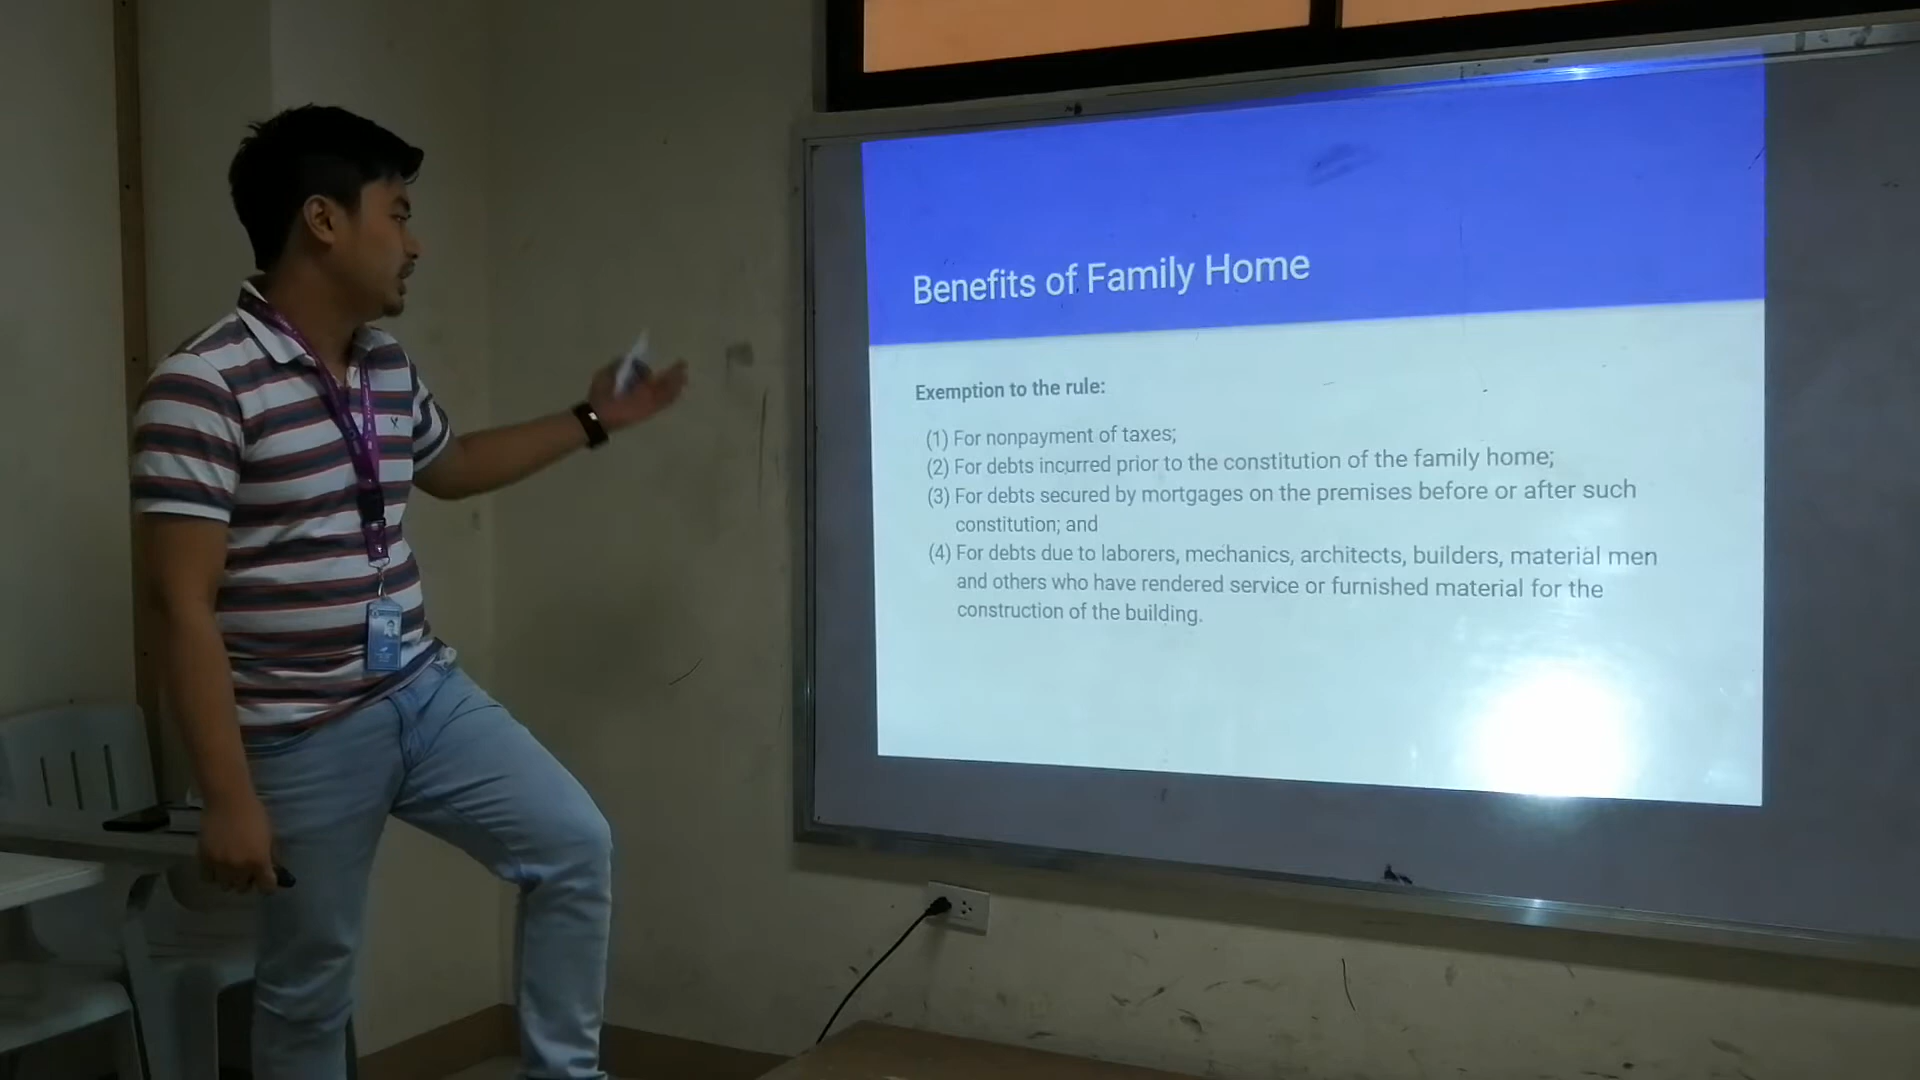 Benefits of Family Home
Exemption to the rule:
(1) For nonpayment of taxes;
(2) For debts incurred prior to the constitution of the family home;
(3) For debts secured by mortgages on the premises before or after such
constitution; and
(4) For debts due to laborers, mechanics, architects, builders, material men
and others who have rendered service or furnished material for the
construction of the building.